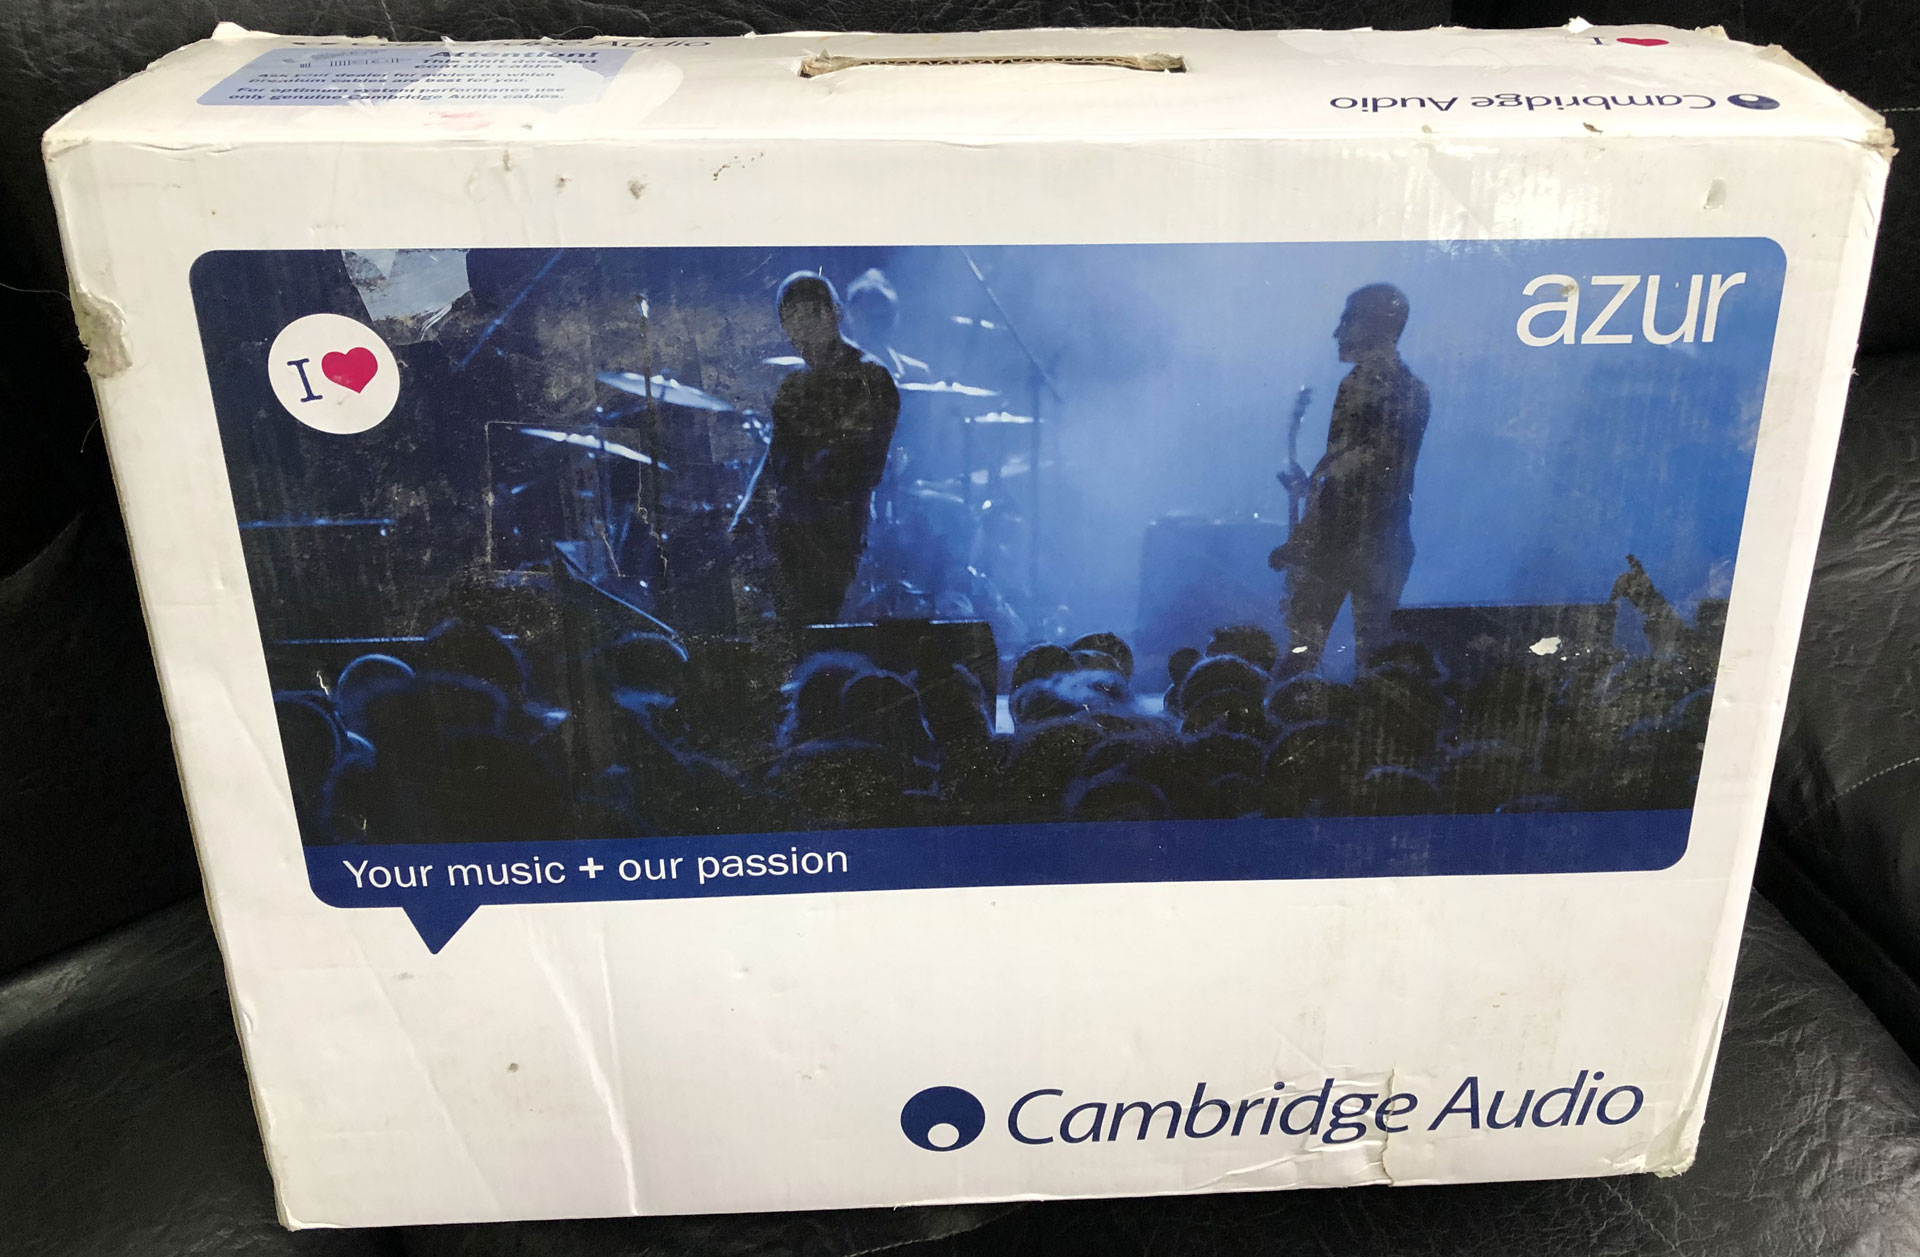 Cambridge Audio
Attention!
This unit does not
contain cables.
Ask your dealer for advice on which
premium cables are best for you.
For optimum system performance use
only genuine Cambridge Audio cables.
I
Cambridge Audio
azur
I
Your music + our passion
Cambridge Audio